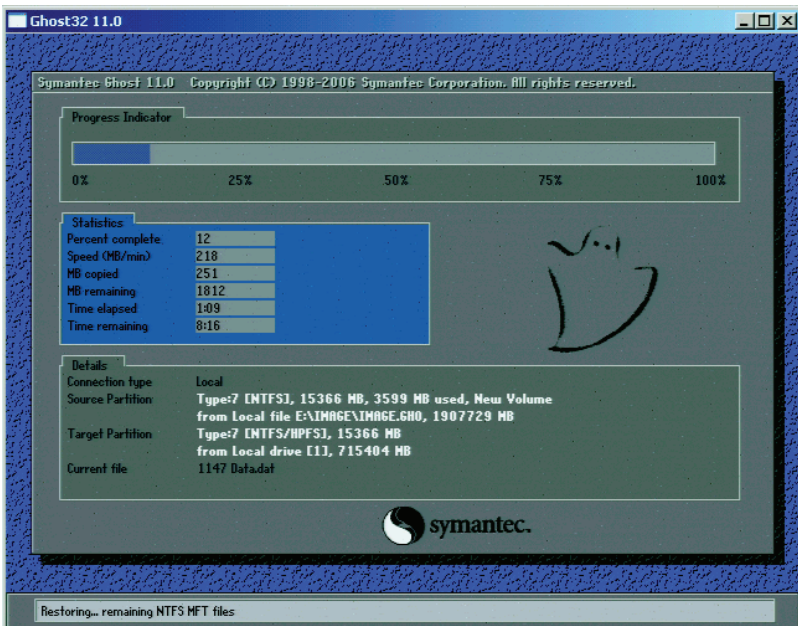 Ghost32 11.0
Symantec Ghost 11.0 Copyright (C) 1998-2006 Symantec Corporation. All rights reserved.
Progress Indicator
0% 25% 50% 75% 100%
Statistics
Percent complete 12
Speed (MB/min) 218
MB copied 251
MB remaining 1812
Time elapsed 1:09
Time remaining 8:16
Details
Connection type Local
Source Partition Type:7 [NTFS], 15366 MB, 3599 MB used, New Volume
from Local file E:\IMAGE\IMAGE.GHO, 1907729 MB
Target Partition Type:7 [NTFS/HPFS], 15366 MB
from Local drive [1], 715404 MB
Current file 1147 Data.dat
symantec.
Restoring... remaining NTFS MFT files